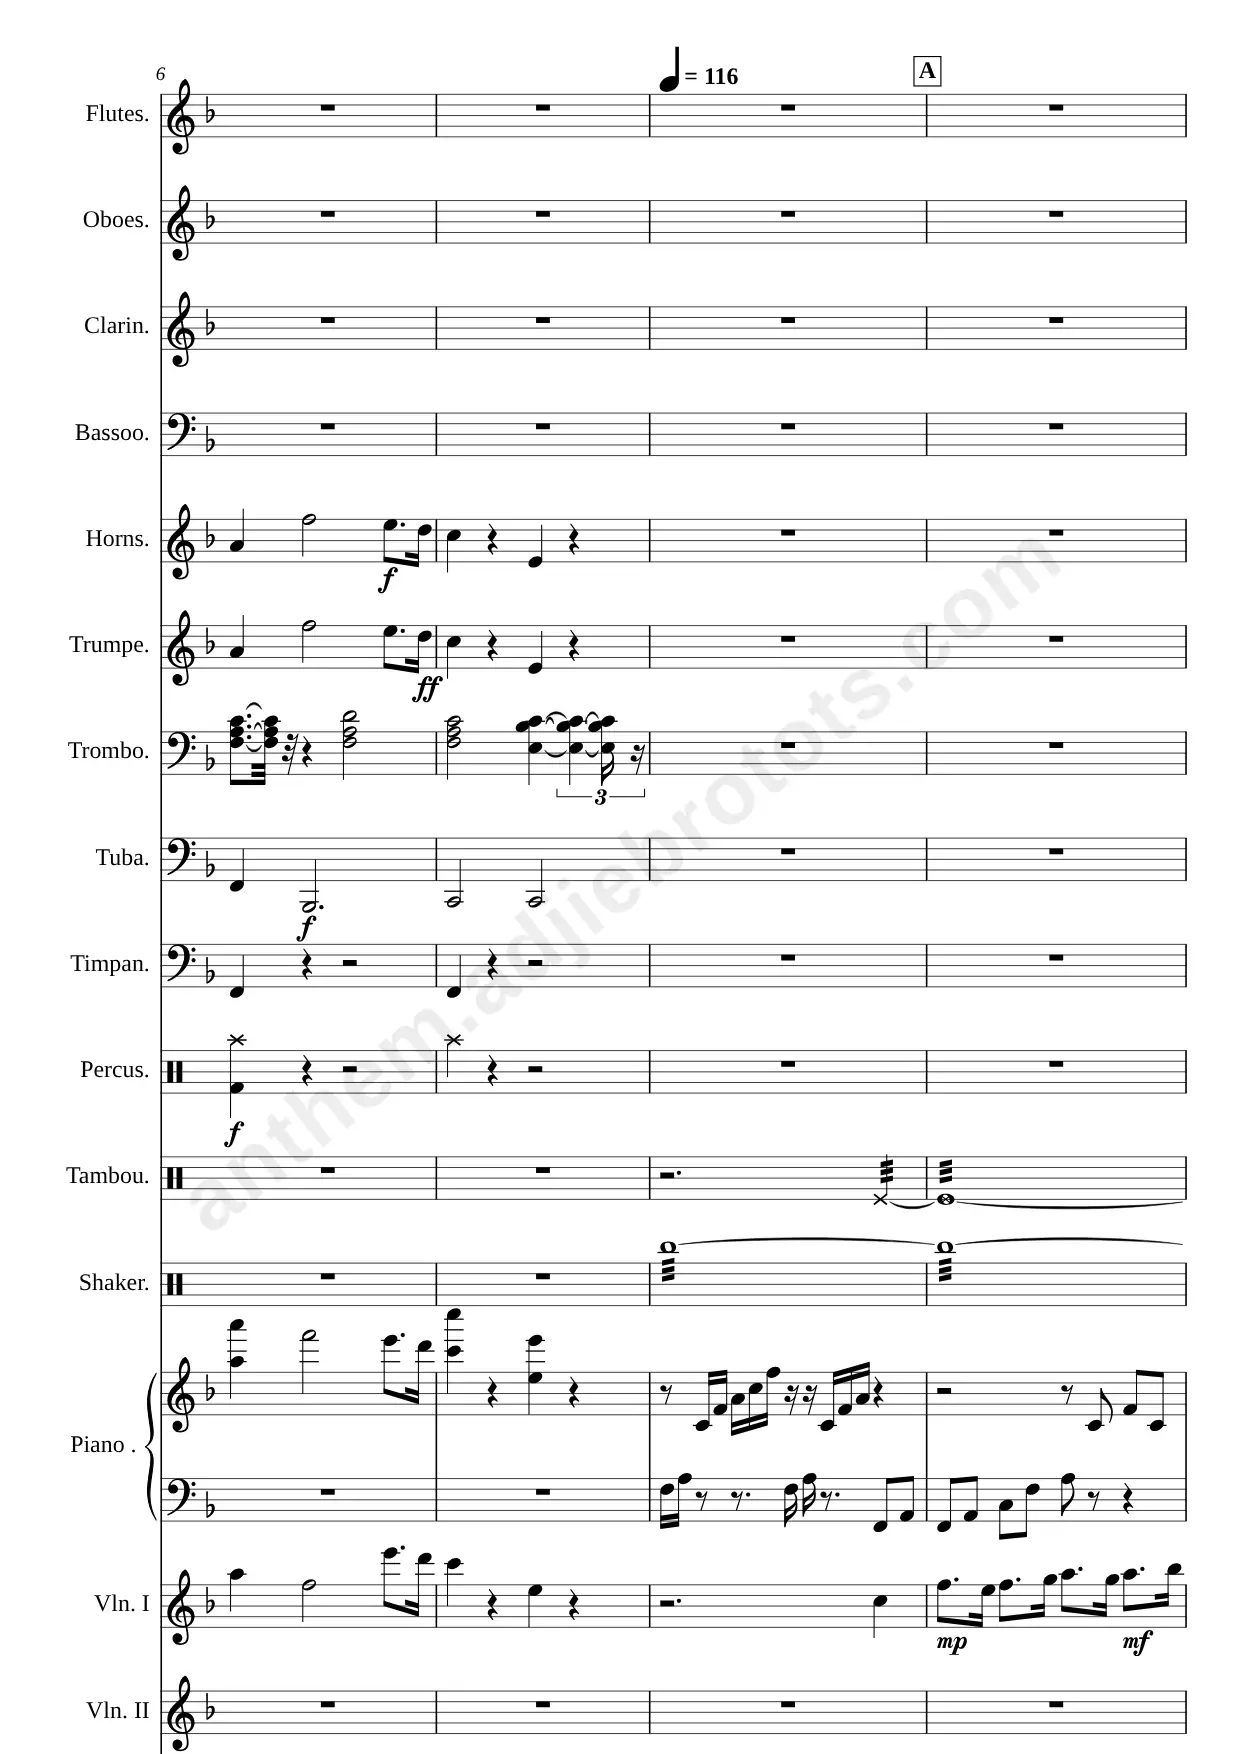 6
= 116
A
Flutes.
Oboes.
Clarin.
Bassoo.
Horns.
f
Trumpe.
ff
Trombo.
3
Tuba.
f
Timpan.
Percus.
f
Tambou.
Shaker.
Piano .
Vln. I
mp
mf
Vln. II
anthem.adjiebrotots.com